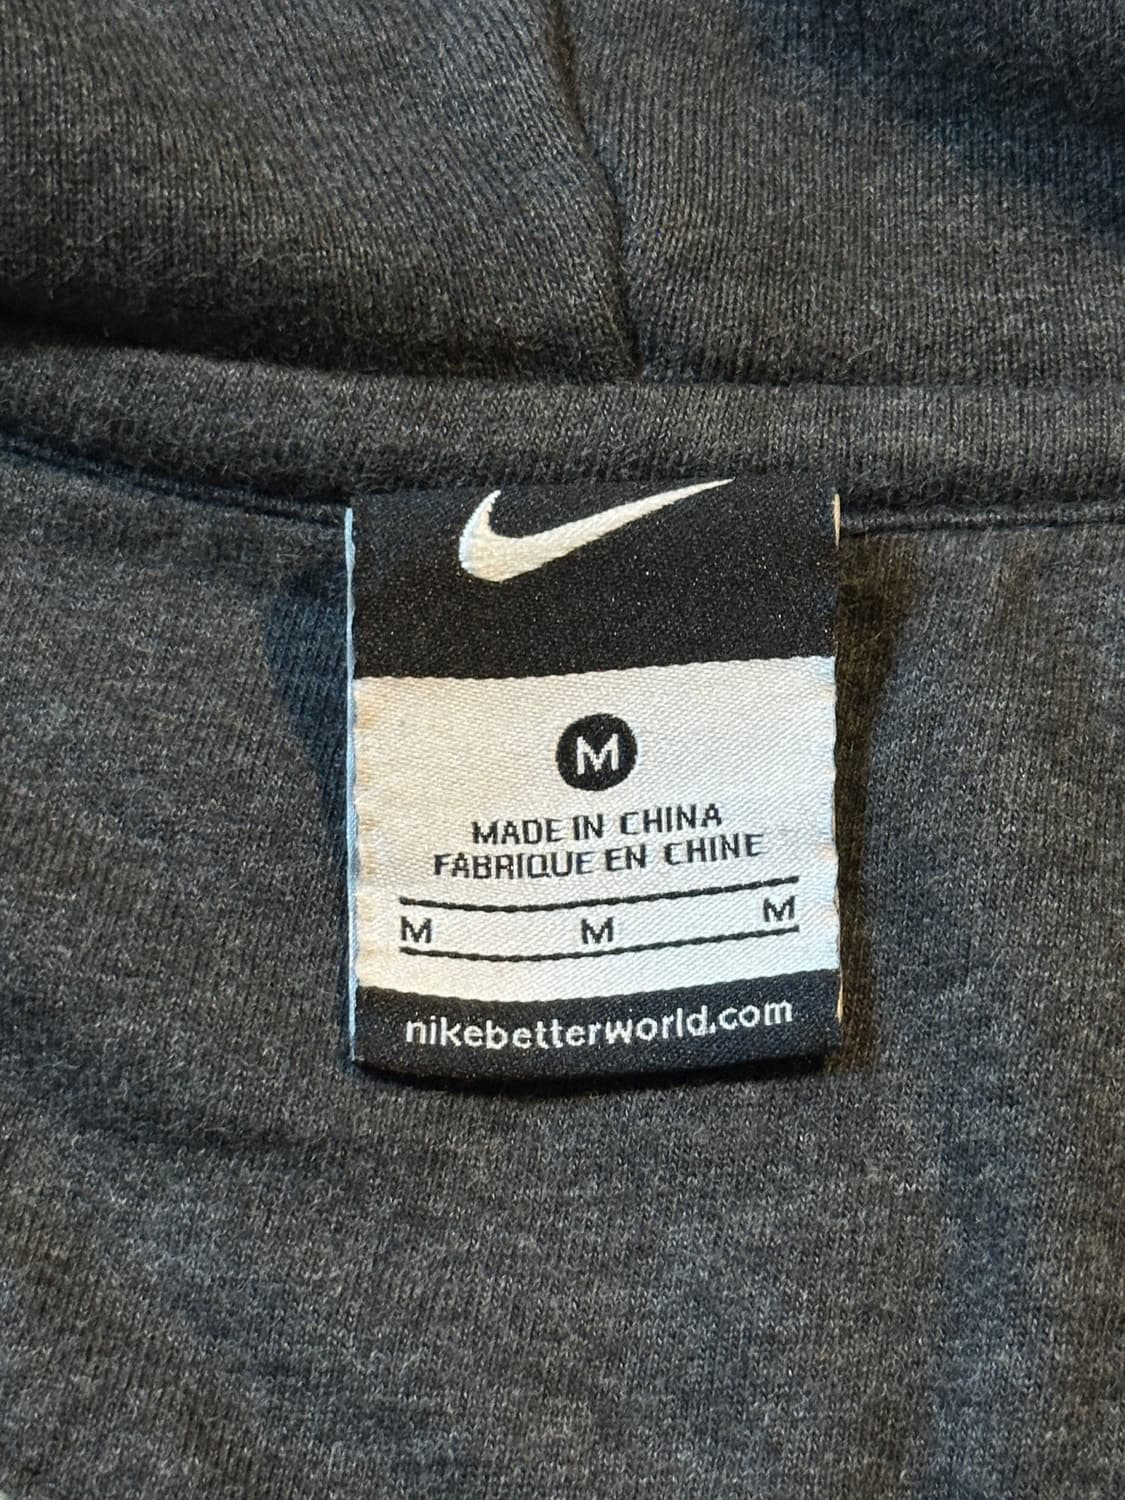 M
MADE IN CHINA
FABRIQUE EN CHINE
M M M
nikebetterworld.com